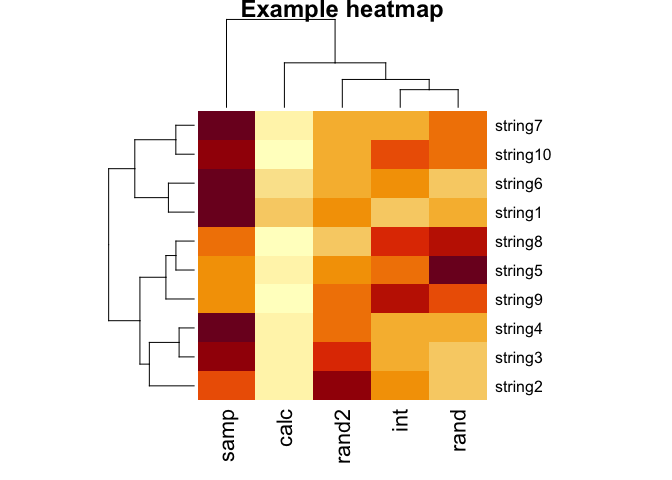 Example heatmap
string7
string10
string6
string1
string8
string5
string9
string4
string3
string2
samp
calc
rand2
int
rand